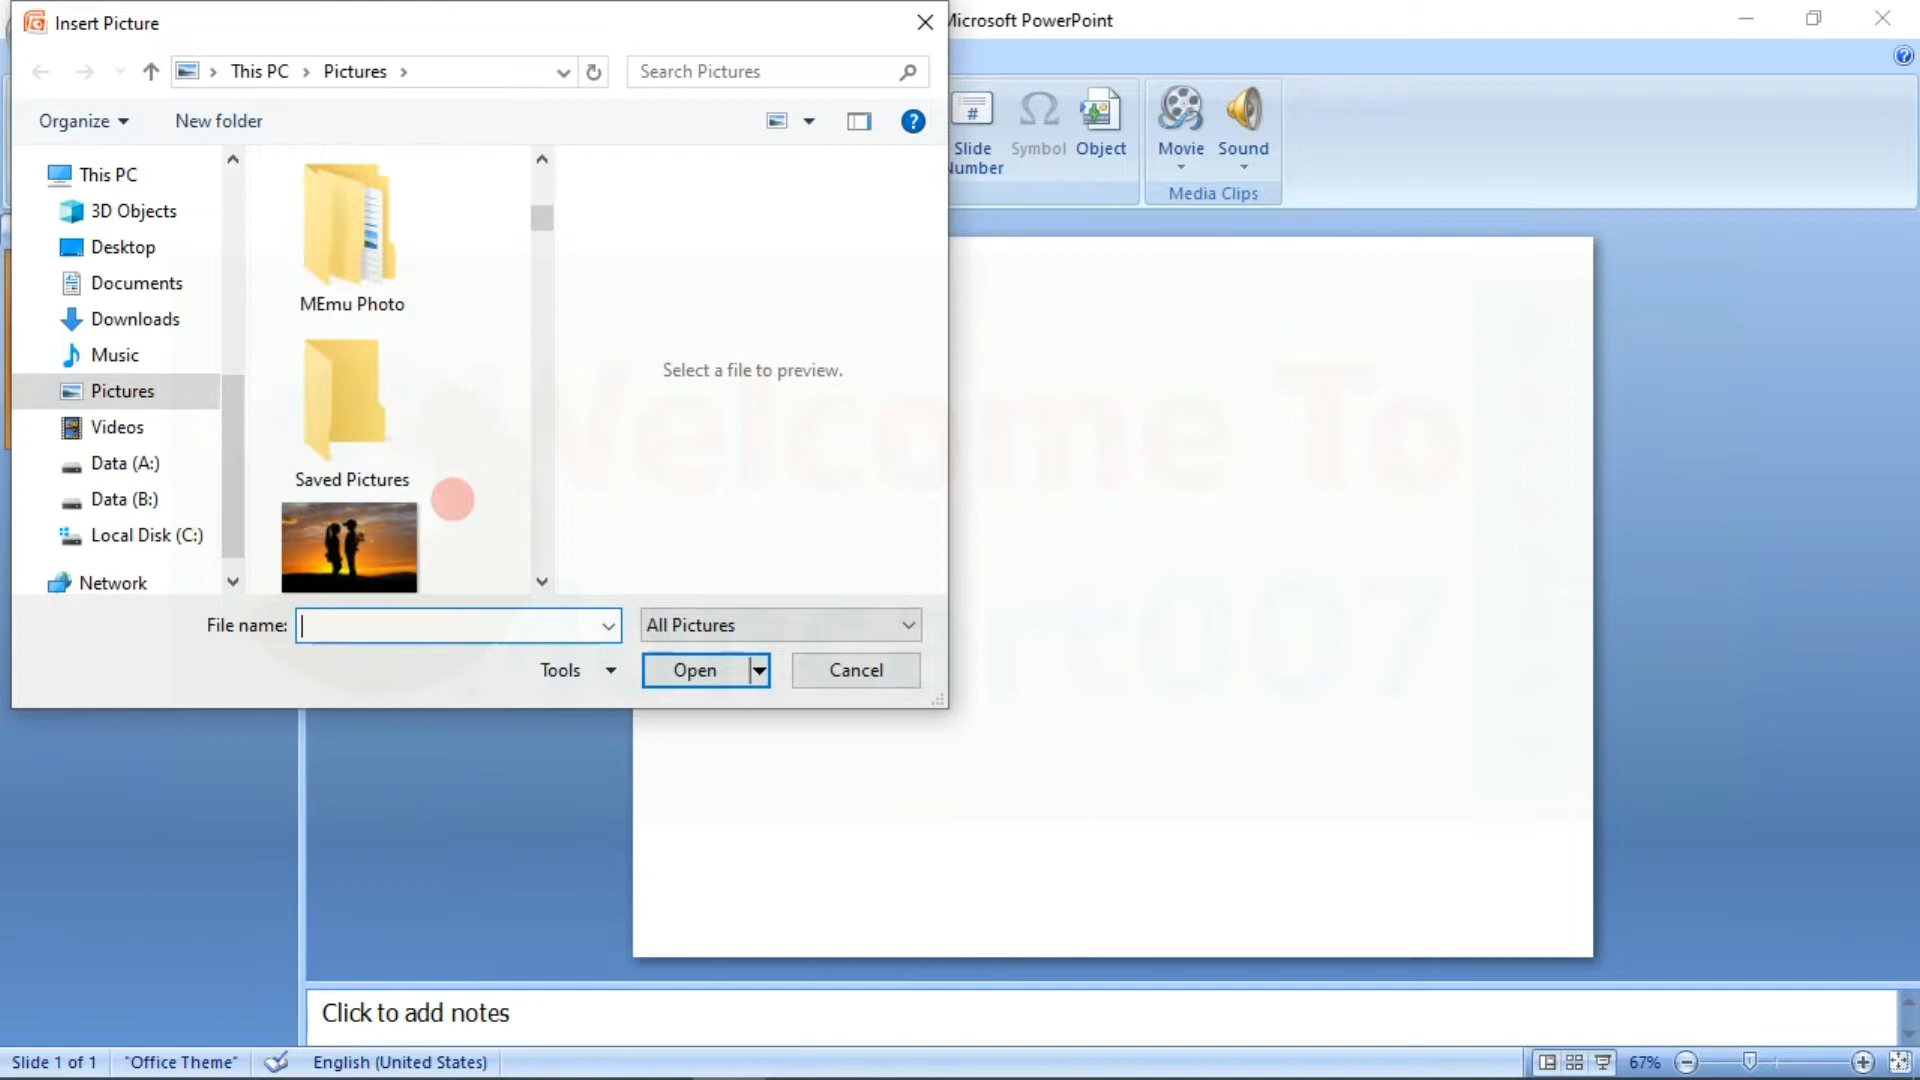 Insert Picture
Microsoft PowerPoint
This PC
Pictures
Search Pictures
Organize
New folder
This PC
3D Objects
Desktop
Documents
Downloads
Music
Pictures
Videos
Data (A:)
Data (B:)
Local Disk (C:)
Network
MEmu Photo
Saved Pictures
Select a file to preview.
File name:
All Pictures
Tools
Open
Cancel
Slide
Number
Symbol
Object
Movie
Sound
Media Clips
Welcome To
Click to add notes
Slide 1 of 1
"Office Theme"
English (United States)
67%